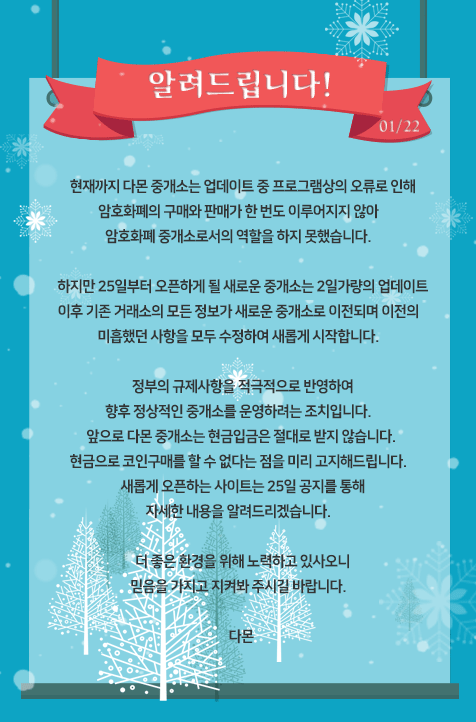 알려드립니다!
01/22
현재까지 다몬 중개소는 업데이트 중 프로그램상의 오류로 인해
암호화폐의 구매와 판매가 한 번도 이루어지지 않아
암호화폐 중개소로서의 역할을 하지 못했습니다.
하지만 25일부터 오픈하게 될 새로운 중개소는 2일가량의 업데이트
이후 기존 거래소의 모든 정보가 새로운 중개소로 이전되며 이전의
미흡했던 사항을 모두 수정하여 새롭게 시작합니다.
정부의 규제사항을 적극적으로 반영하여
향후 정상적인 중개소를 운영하려는 조치입니다.
앞으로 다몬 중개소는 현금입금은 절대로 받지 않습니다.
현금으로 코인구매를 할 수 없다는 점을 미리 고지해드립니다.
새롭게 오픈하는 사이트는 25일 공지를 통해
자세한 내용을 알려드리겠습니다.
더 좋은 환경을 위해 노력하고 있사오니
믿음을 가지고 지켜봐 주시길 바랍니다.
다몬